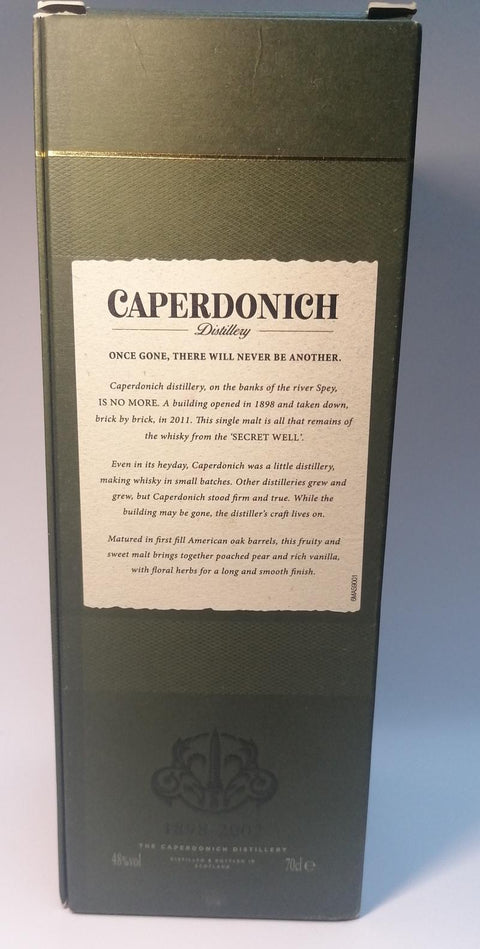 CAPERDONICH
Distillery
ONCE GONE, THERE WILL NEVER BE ANOTHER.
Caperdonich distillery, on the banks of the river Spey,
IS NO MORE. A building opened in 1898 and taken down,
brick by brick, in 2011. This single malt is all that remains of
the whisky from the 'SECRET WELL'.
Even in its heyday, Caperdonich was a little distillery,
making whisky in small batches. Other distilleries grew and
grew, but Caperdonich stood firm and true. While the
building may be gone, the distiller's craft lives on.
Matured in first fill American oak barrels, this fruity and
sweet malt brings together poached pear and rich vanilla,
with floral herbs for a long and smooth finish.
1898-2002
THE CAPERDONICH DISTILLERY
48%vol
DISTILLED & BOTTLED IN
SCOTLAND
70cl e